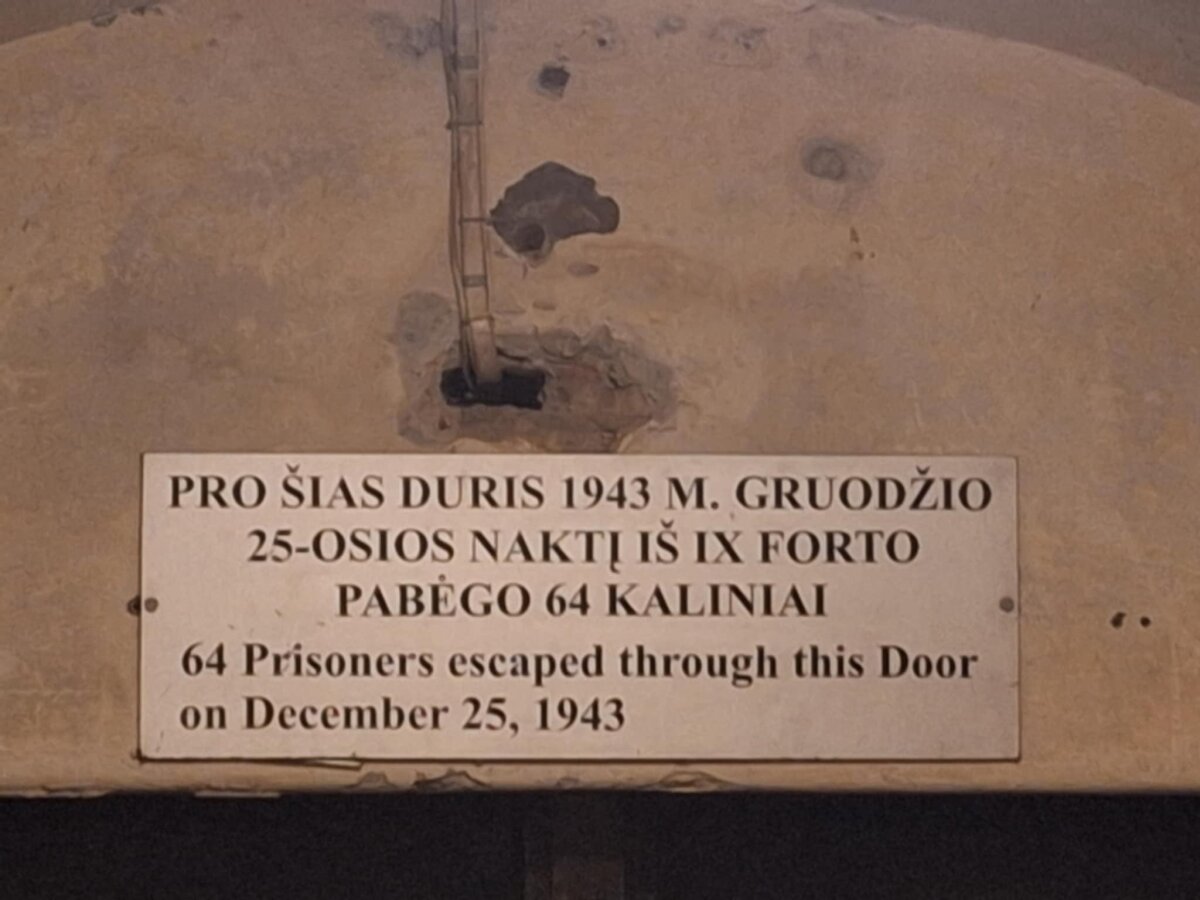 PRO ŠIAS DURIS 1943 M. GRUODŽIO
25-OSIOS NAKTĮ IŠ IX FORTO
PABĖGO 64 KALINIAI
64 Prisoners escaped through this Door
on December 25, 1943